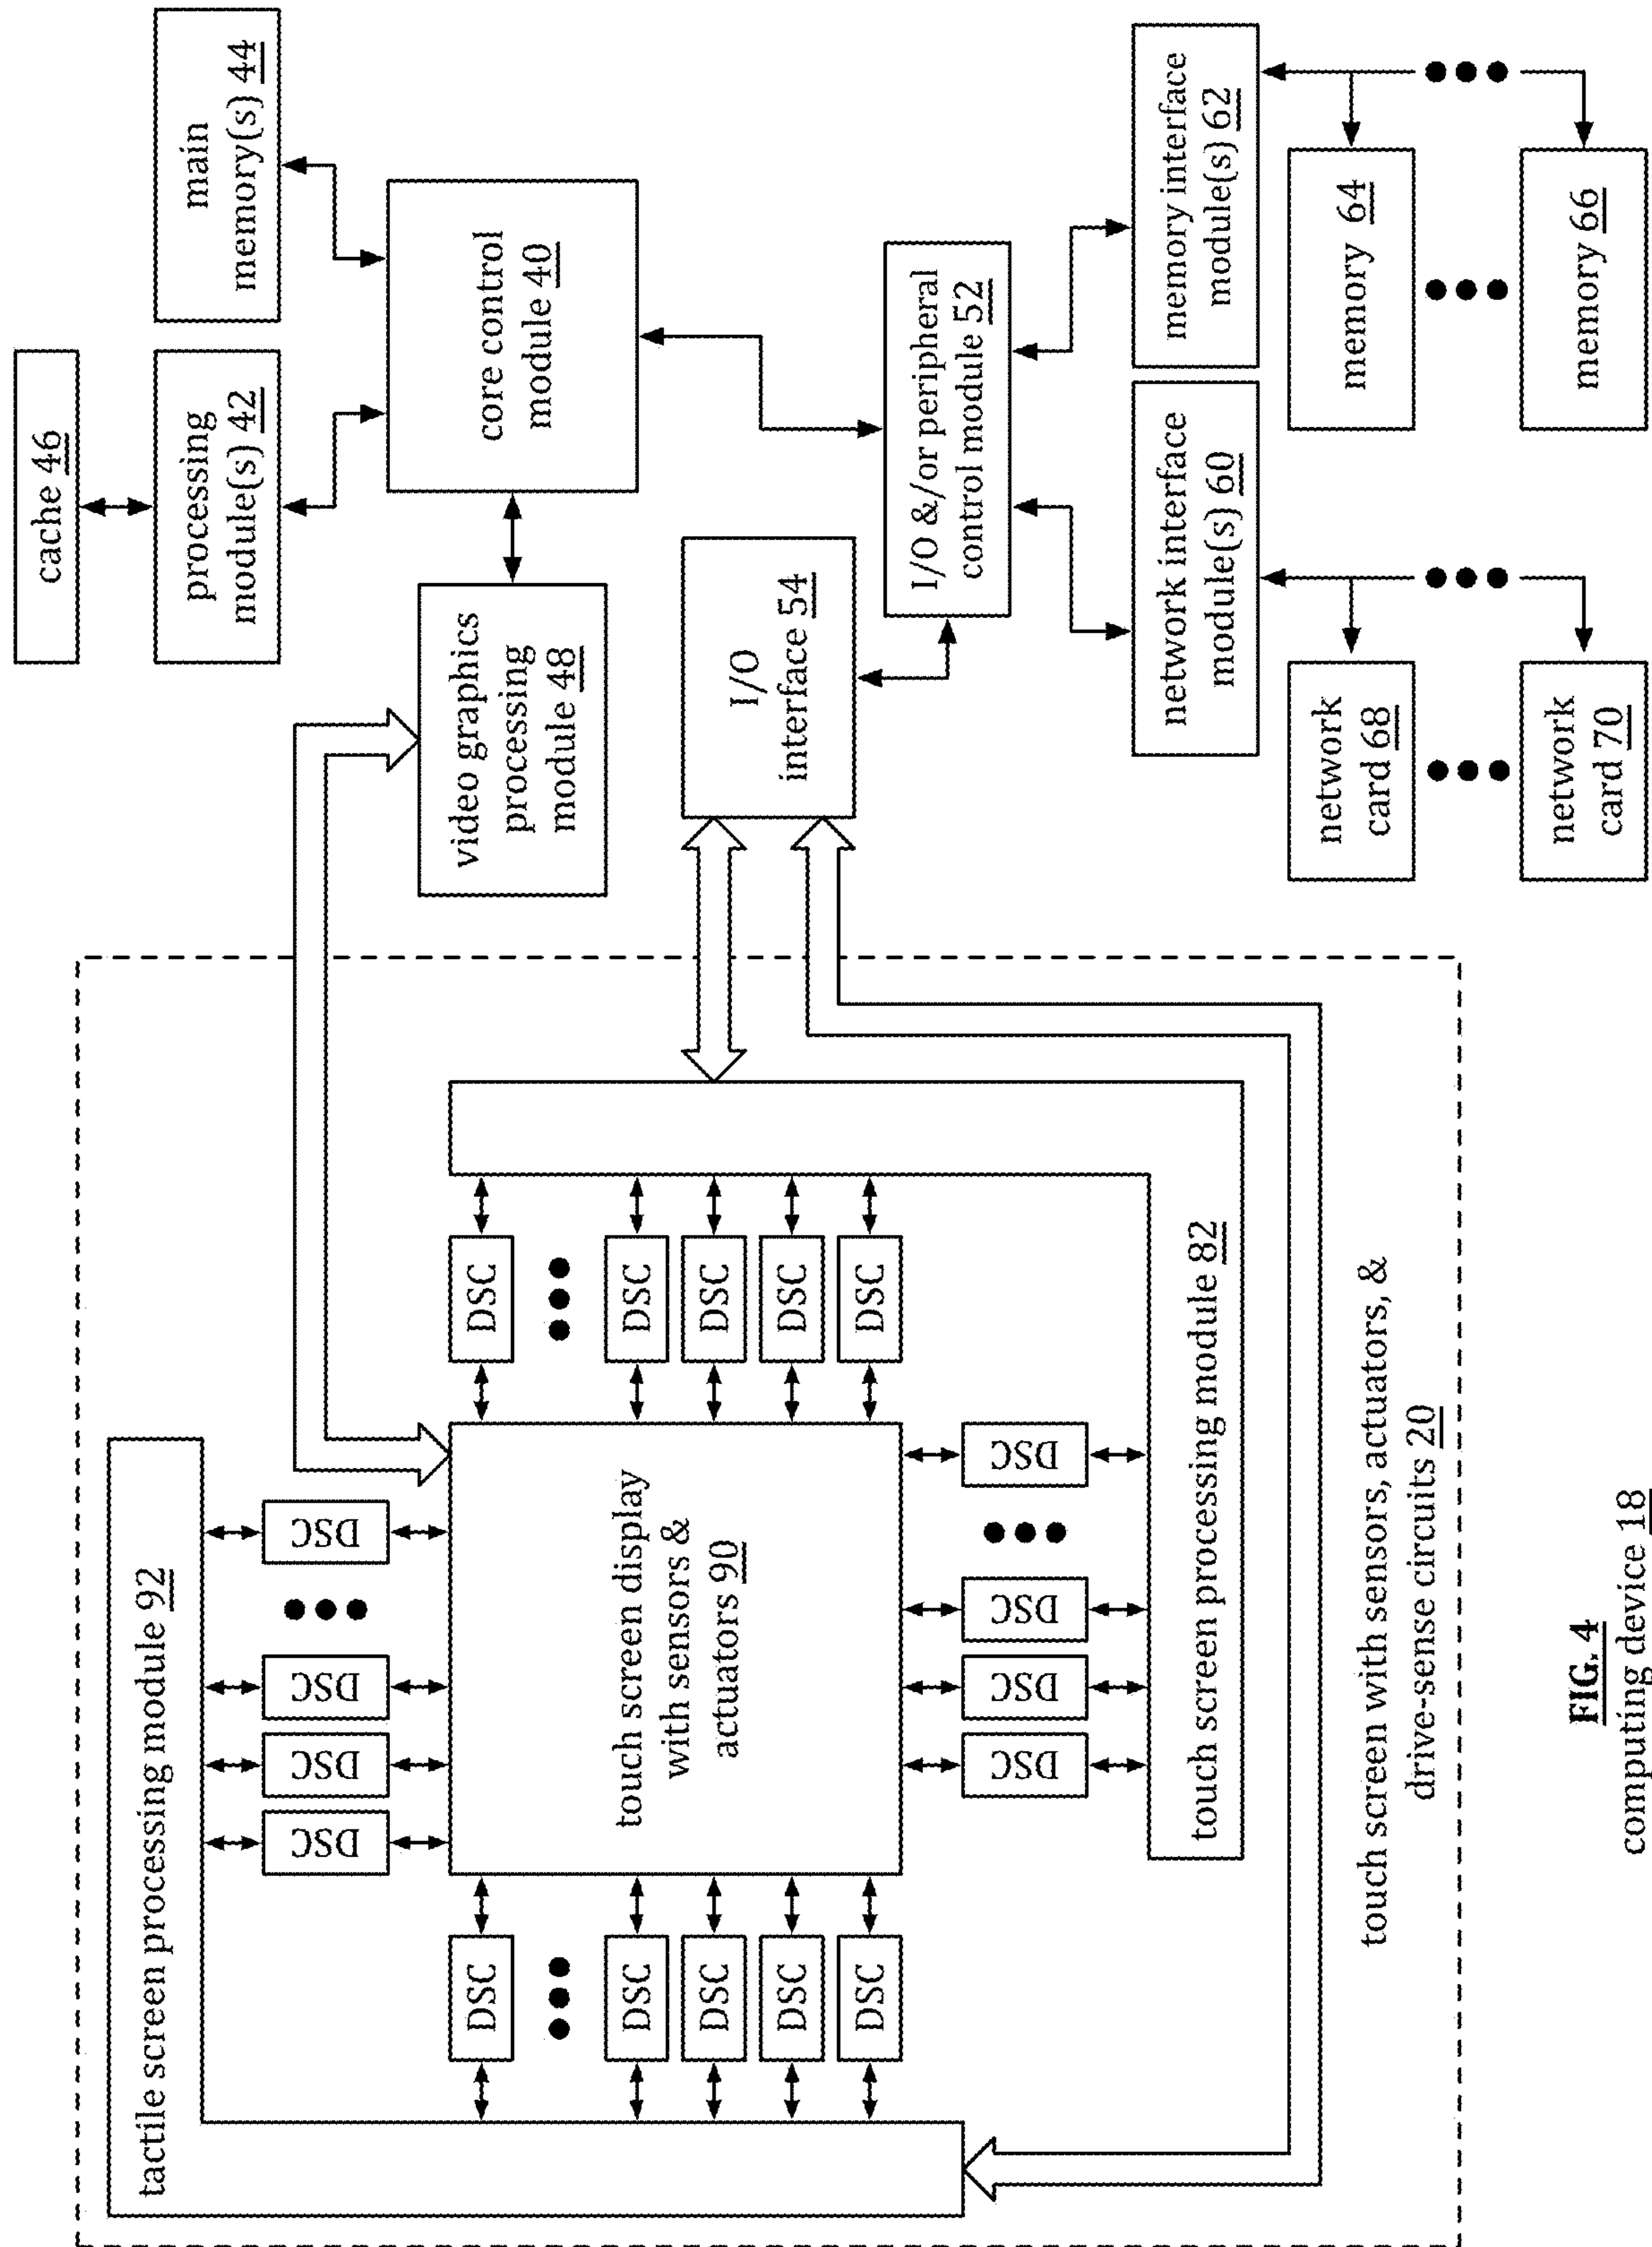 tactile screen processing module 92
DSC
DSC
DSC
DSC
DSC
DSC
DSC
DSC
DSC
touch screen display
with sensors &
actuators 90
DSC
DSC
DSC
DSC
DSC
DSC
DSC
DSC
DSC
touch screen processing module 82
touch screen with sensors, actuators, &
drive-sense circuits 20
cache 46
processing
module(s) 42
main
memory(s) 44
core control
module 40
video graphics
processing
module 48
I/O
interface 54
I/O &/or peripheral
control module 52
network interface
module(s) 60
memory interface
module(s) 62
network
card 68
memory 64
network
card 70
memory 66
FIG. 4
computing device 18